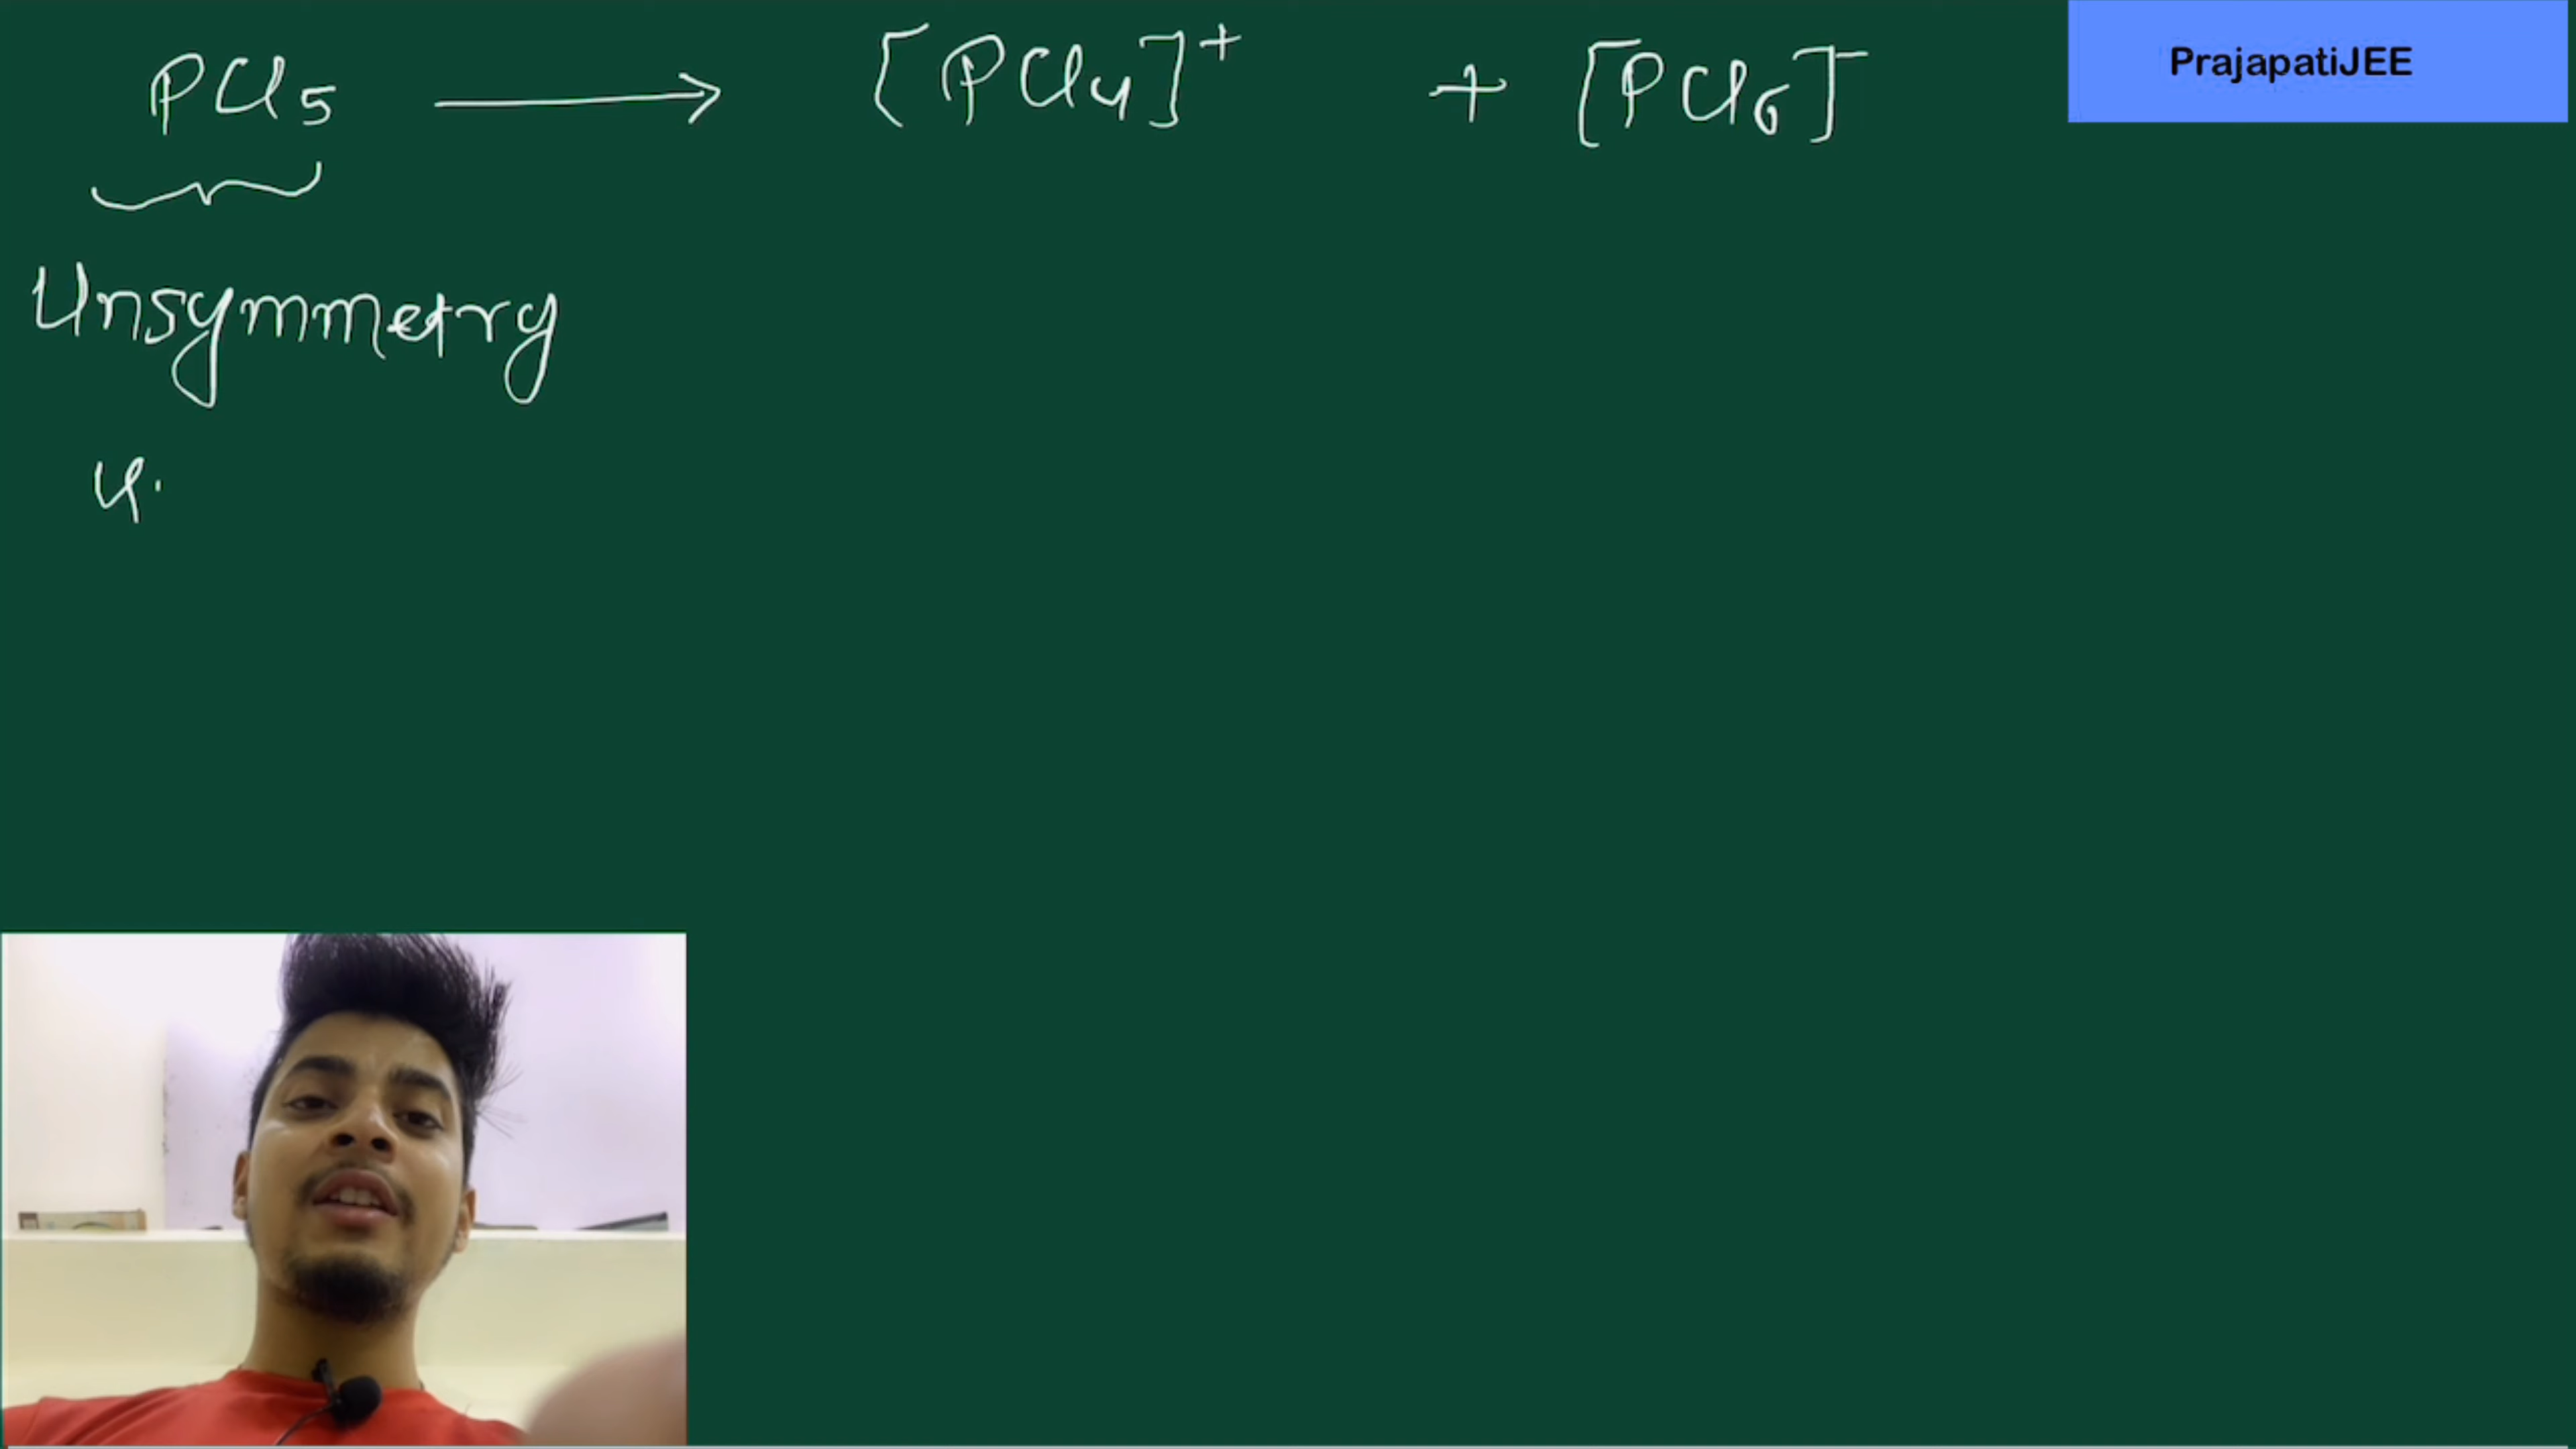 PCl5 → [PCl4]+ + [PCl6]-
PrajapatiJEE
Unsymmetry